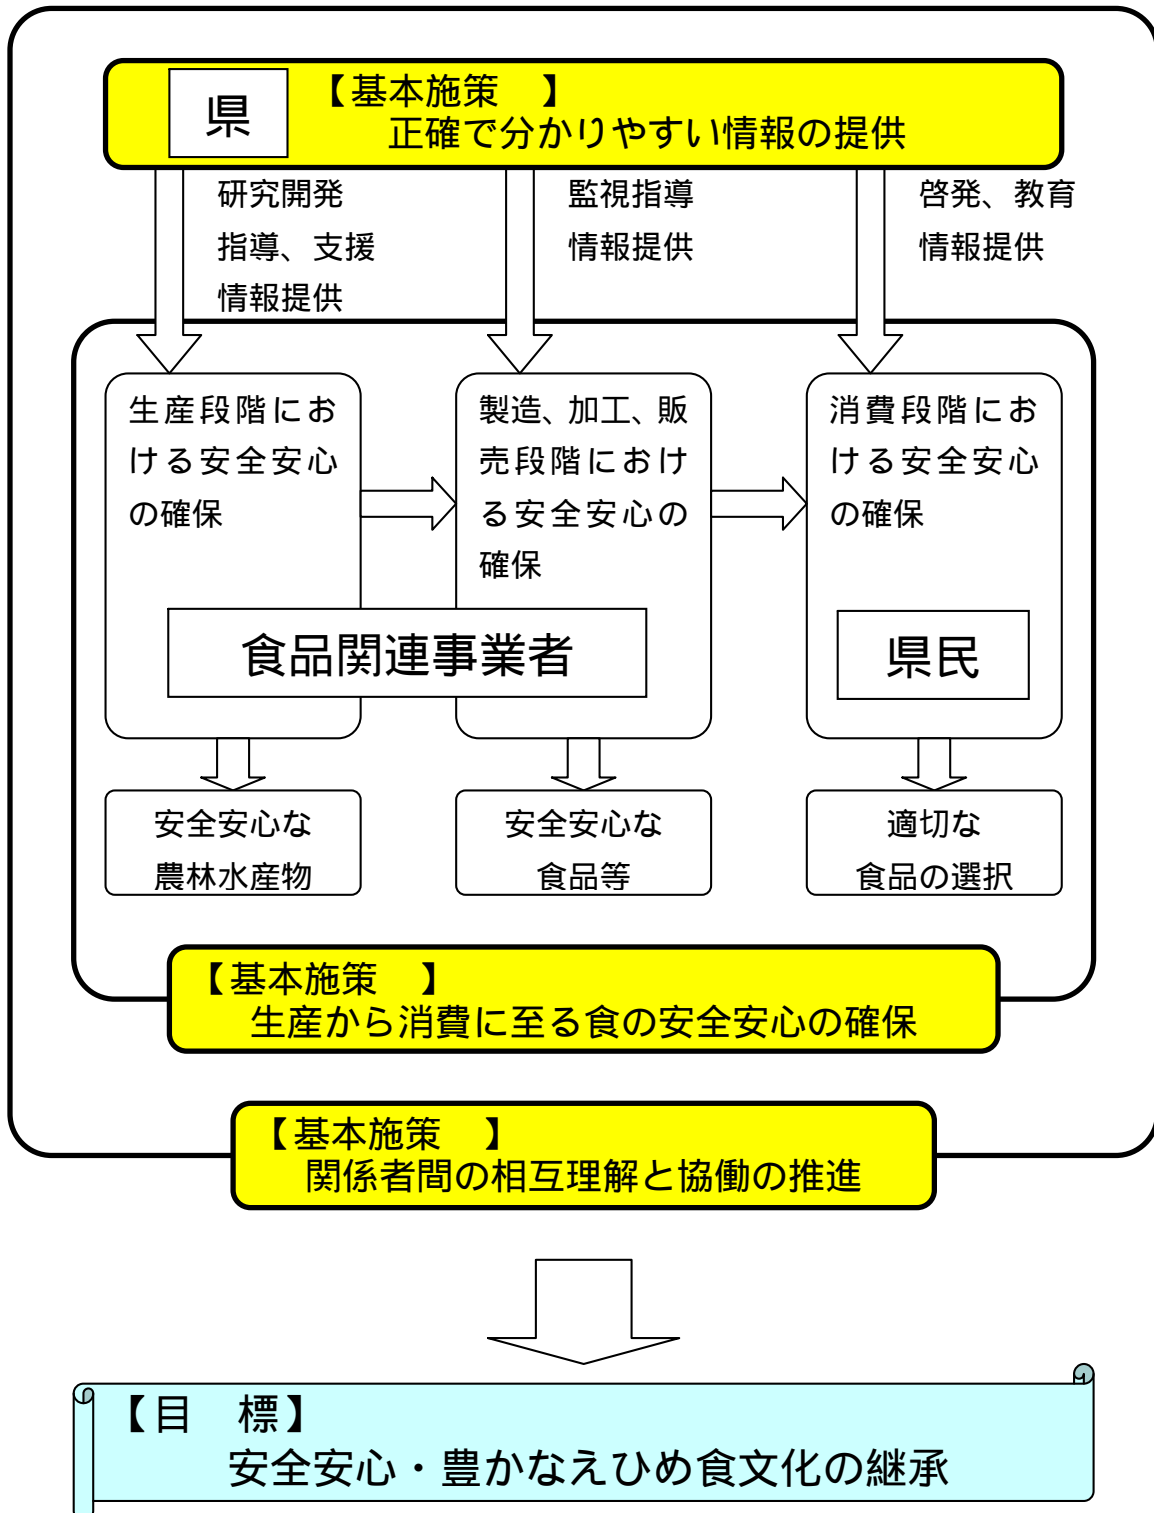 県
【基本施策　】
正確で分かりやすい情報の提供
研究開発
指導、支援
情報提供
監視指導
情報提供
啓発、教育
情報提供
生産段階にお
ける安全安心
の確保
製造、加工、販
売段階におけ
る安全安心の
確保
消費段階にお
ける安全安心
の確保
食品関連事業者
県民
安全安心な
農林水産物
安全安心な
食品等
適切な
食品の選択
【基本施策　】
生産から消費に至る食の安全安心の確保
【基本施策　】
関係者間の相互理解と協働の推進
【目　標】
安全安心・豊かなえひめ食文化の継承